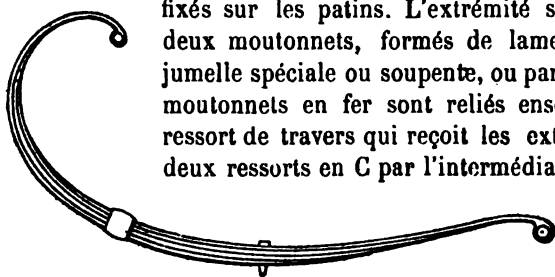 fixés sur les patins. L'extrémité s
deux moutonnets, formés de lame
jumelle spéciale ou soupente, ou par
moutonnets en fer sont reliés ens
ressort de travers qui reçoit les ext
deux ressorts en C par l'intermédia